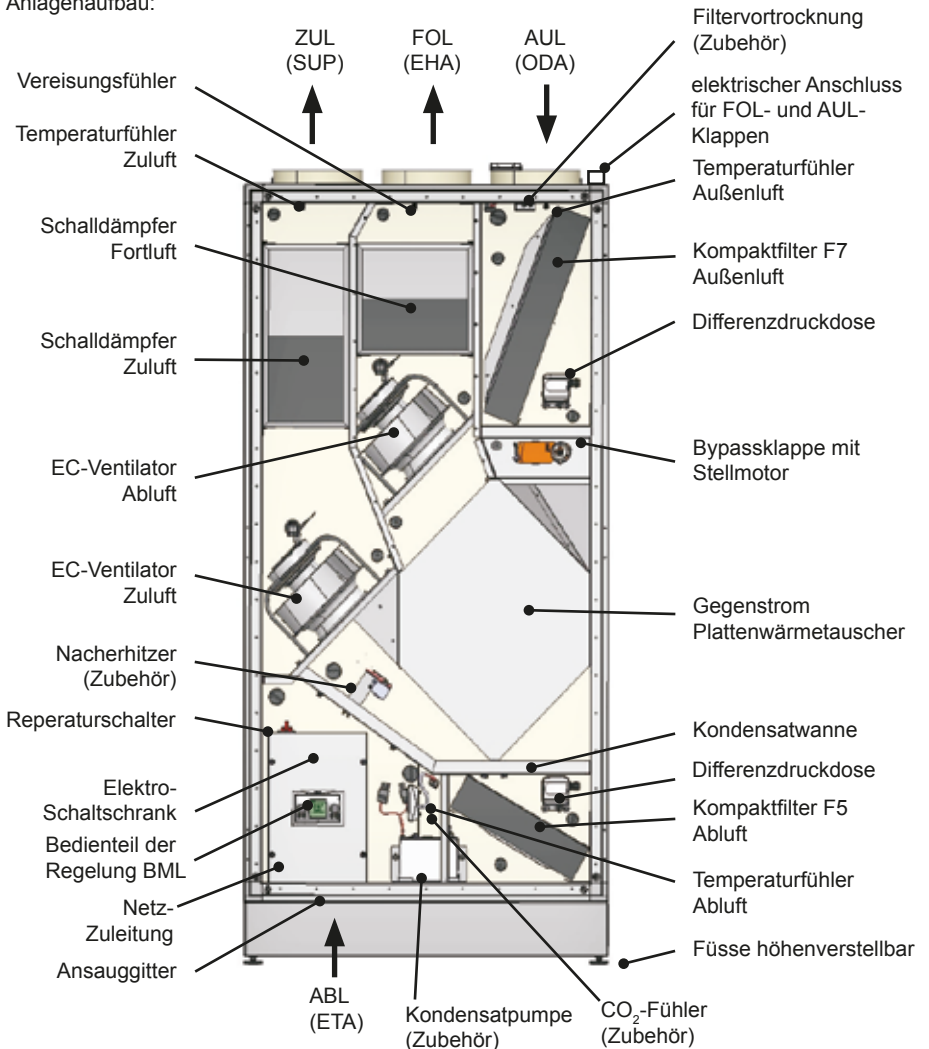 Anlagenaufbau:
ZUL
(SUP)
FOL
(EHA)
AUL
(ODA)
Filtervortrocknung
(Zubehör)
elektrischer Anschluss
für FOL- und AUL-
Klappen
Temperaturfühler
Außenluft
Kompaktfilter F7
Außenluft
Differenzdruckdose
Bypassklappe mit
Stellmotor
Gegenstrom
Plattenwärmetauscher
Kondensatwanne
Differenzdruckdose
Kompaktfilter F5
Abluft
Temperaturfühler
Abluft
Füsse höhenverstellbar
Vereisungsfühler
Temperaturfühler
Zuluft
Schalldämpfer
Fortluft
Schalldämpfer
Zuluft
EC-Ventilator
Abluft
EC-Ventilator
Zuluft
Nacherhitzer
(Zubehör)
Reperaturschalter
Elektro-
Schaltschrank
Bedienteil der
Regelung BML
Netz-
Zuleitung
Ansauggitter
ABL
(ETA)
Kondensatpumpe
(Zubehör)
CO₂-Fühler
(Zubehör)